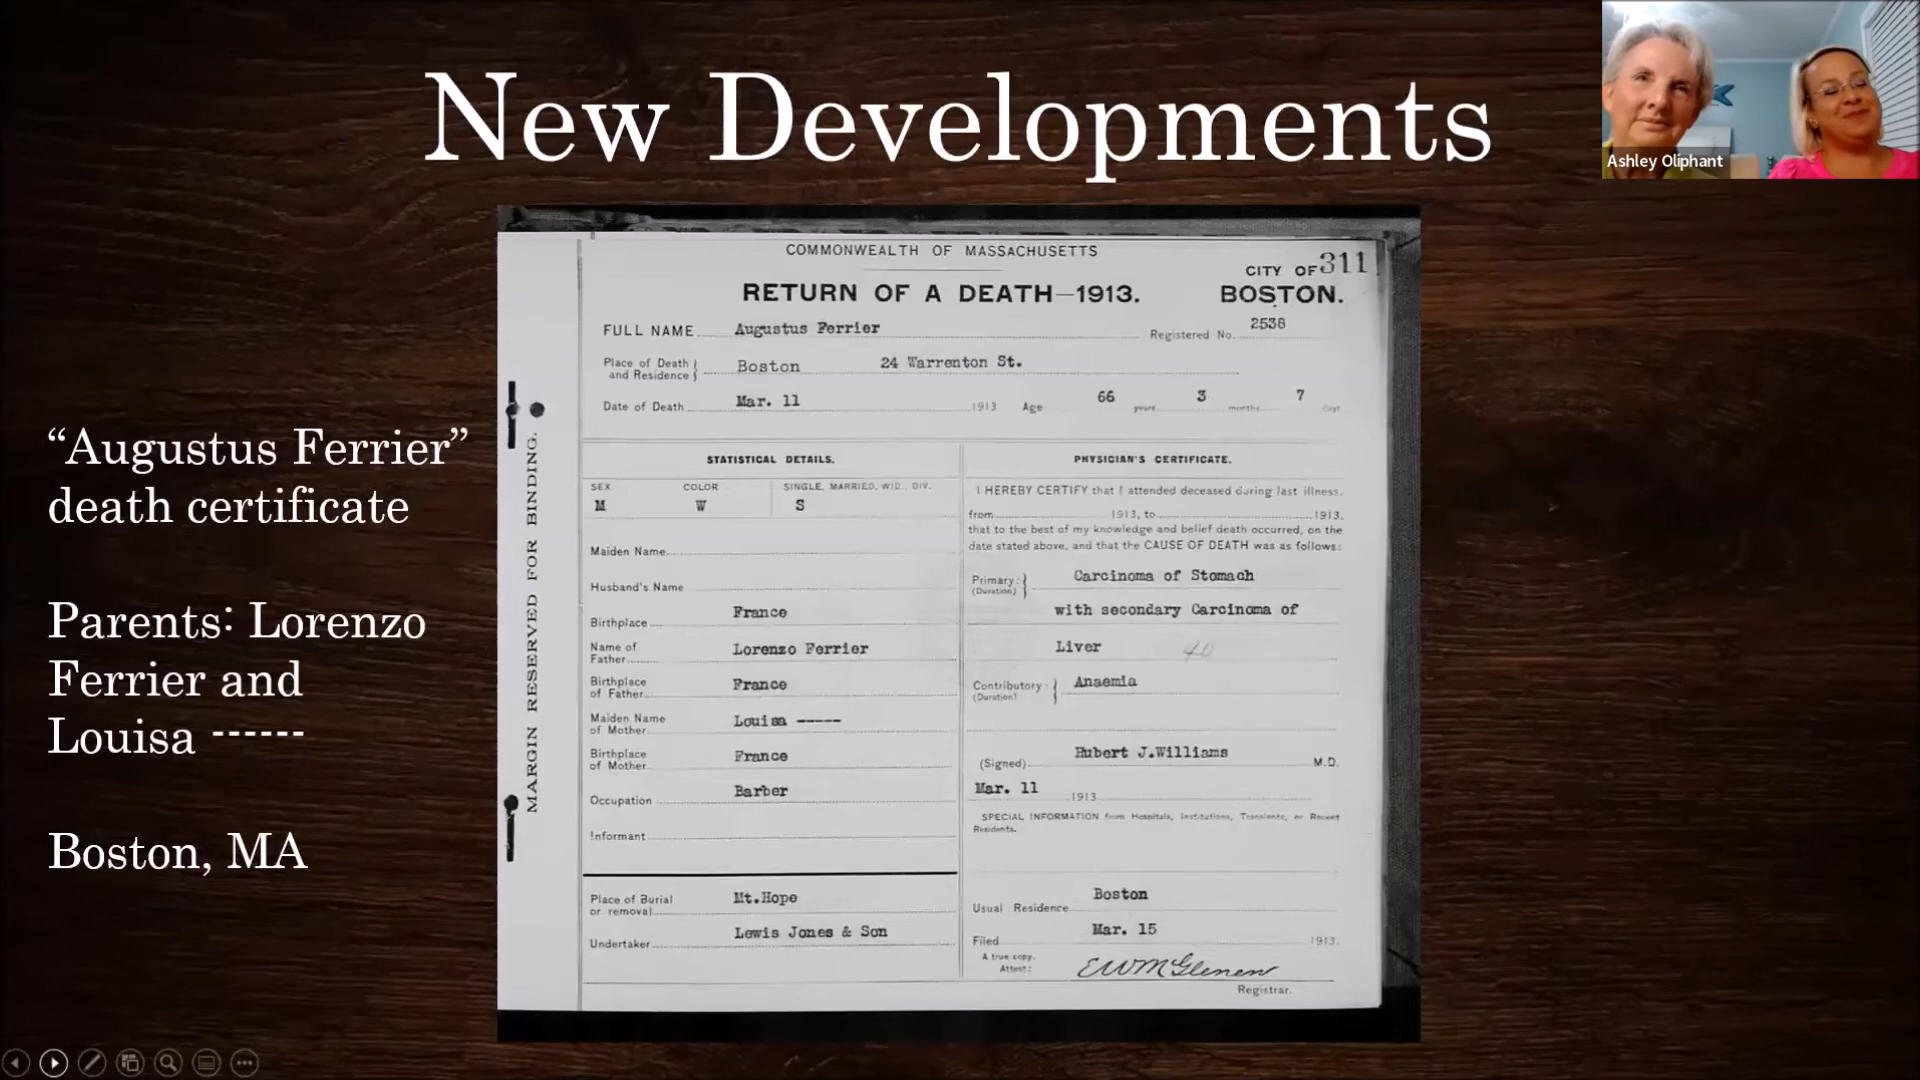 New Developments
Ashley Oliphant
"Augustus Ferrier"
death certificate
Parents: Lorenzo
Ferrier and
Louisa ------
Boston, MA
MARGIN RESERVED FOR BINDING.
COMMONWEALTH OF MASSACHUSETTS
CITY OF 311
RETURN OF A DEATH—1913. BOSTON.
FULL NAME Augustus Ferrier Registered No. 2538
Place of Death and Residence } Boston 24 Warrenton St.
Date of Death Mar. 11 1913 Age 66 years 3 months 7 days
STATISTICAL DETAILS.
SEX COLOR SINGLE, MARRIED, WID., DIV.
M W S
Maiden Name
Husband's Name
Birthplace France
Name of Father Lorenzo Ferrier
Birthplace of Father France
Maiden Name of Mother Louisa -----
Birthplace of Mother France
Occupation Barber
Informant
Place of Burial or removal Mt.Hope
Undertaker Lewis Jones & Son
PHYSICIAN'S CERTIFICATE.
I HEREBY CERTIFY that I attended deceased during last illness,
from 1913, to 1913,
that to the best of my knowledge and belief death occurred, on the
date stated above, and that the CAUSE OF DEATH was as follows:
Primary: (Duration) } Carcinoma of Stomach
with secondary Carcinoma of
Liver 40
Contributory: (Duration) } Anaemia
(Signed) Hubert J.Williams M.D.
Mar. 11 1913
SPECIAL INFORMATION from Hospitals, Institutions, Transients, or Recent
Residents.
Usual Residence Boston
Filed Mar. 15 1913.
A true copy.
Attest: EWMcGlenen
Registrar.